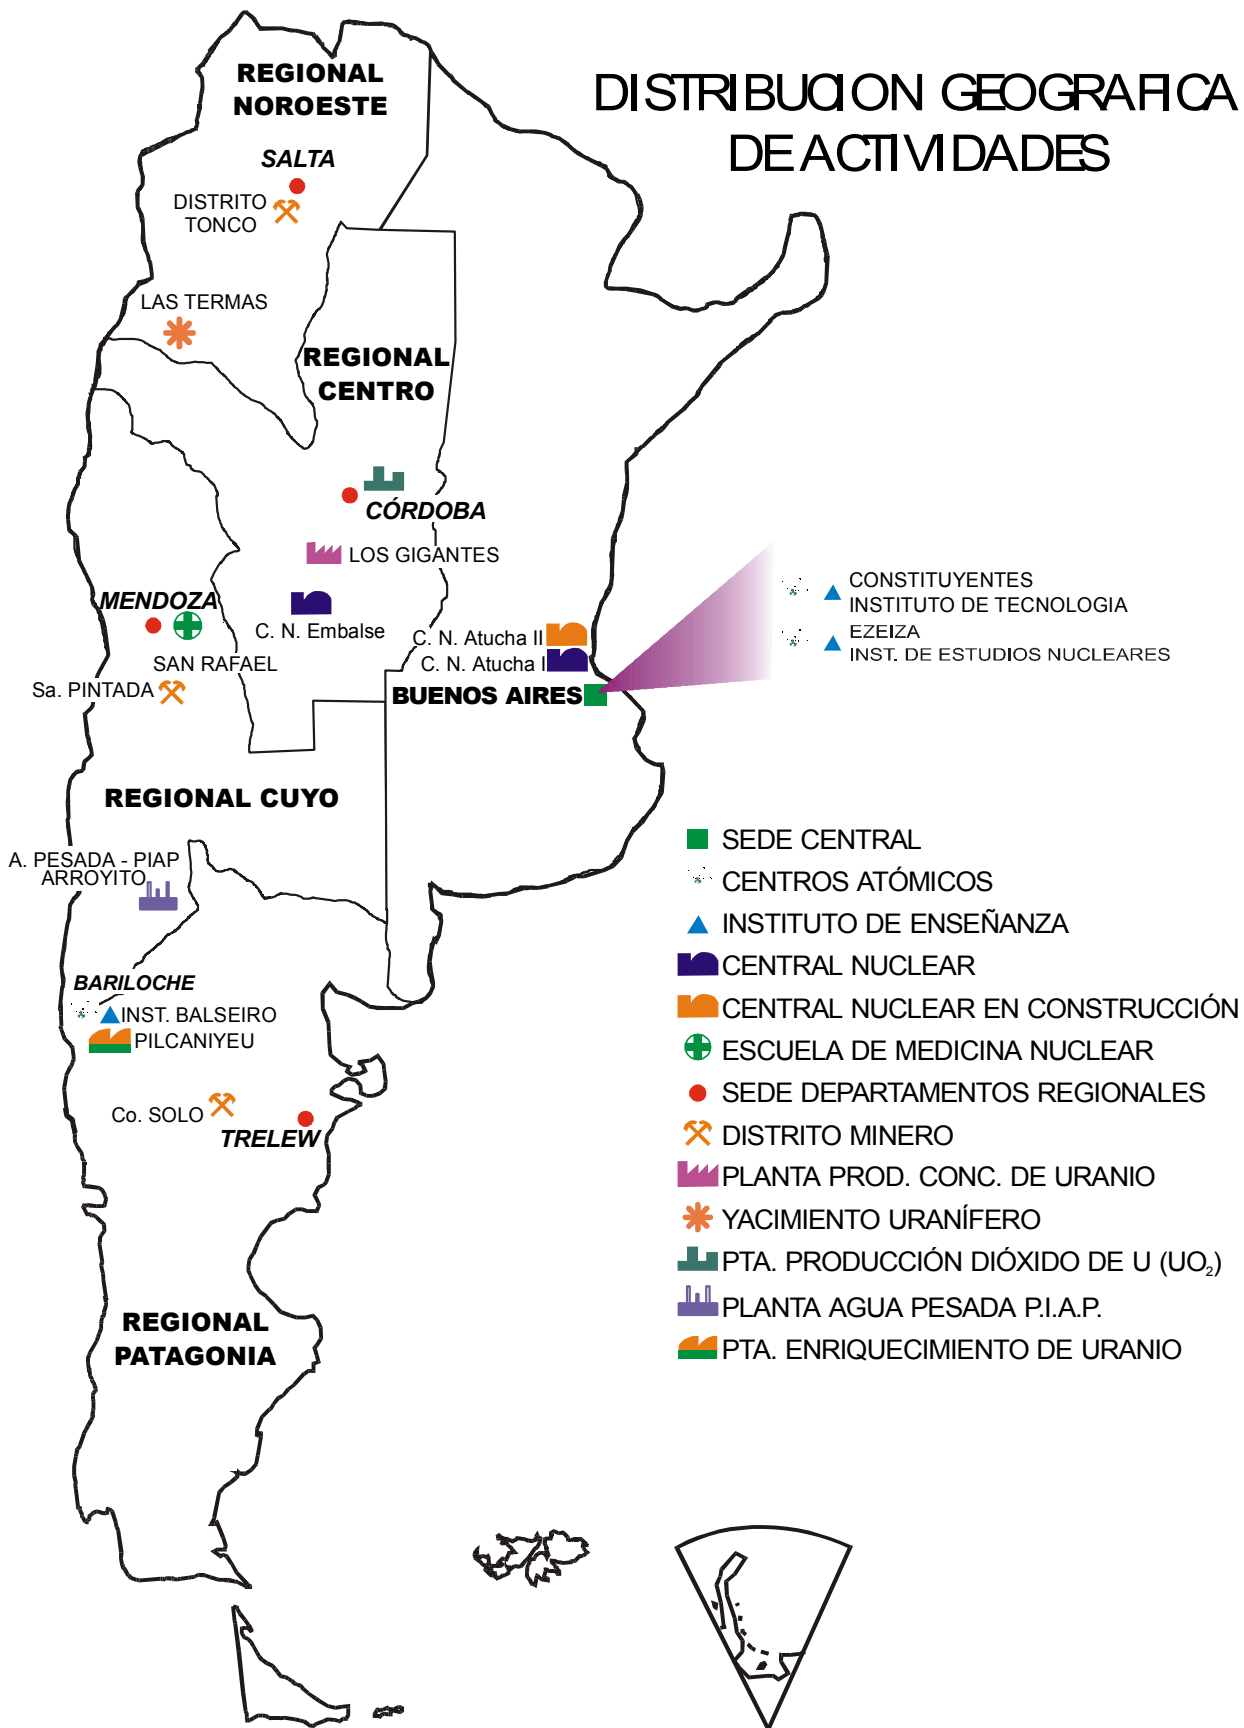 DISTRIBUCION GEOGRAFICA
DE ACTIVIDADES
REGIONAL
NOROESTE
SALTA
DISTRITO
TONCO
LAS TERMAS
REGIONAL
CENTRO
CÓRDOBA
LOS GIGANTES
MENDOZA
C. N. Embalse
SAN RAFAEL
Sa. PINTADA
C. N. Atucha II
C. N. Atucha I
BUENOS AIRES
CONSTITUYENTES
INSTITUTO DE TECNOLOGIA
EZEIZA
INST. DE ESTUDIOS NUCLEARES
REGIONAL CUYO
A. PESADA - PIAP
ARROYITO
BARILOCHE
INST. BALSEIRO
PILCANIYEU
Co. SOLO
TRELEW
REGIONAL
PATAGONIA
SEDE CENTRAL
CENTROS ATÓMICOS
INSTITUTO DE ENSEÑANZA
CENTRAL NUCLEAR
CENTRAL NUCLEAR EN CONSTRUCCIÓN
ESCUELA DE MEDICINA NUCLEAR
SEDE DEPARTAMENTOS REGIONALES
DISTRITO MINERO
PLANTA PROD. CONC. DE URANIO
YACIMIENTO URANÍFERO
PTA. PRODUCCIÓN DIÓXIDO DE U (UO₂)
PLANTA AGUA PESADA P.I.A.P.
PTA. ENRIQUECIMIENTO DE URANIO